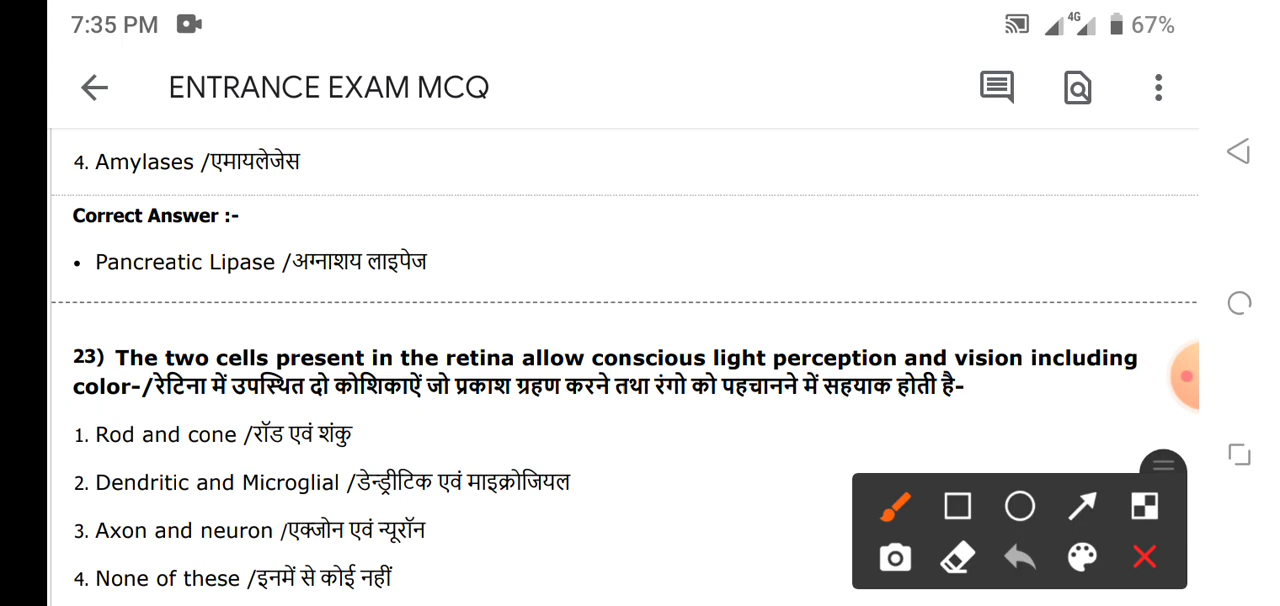 7:35 PM 4G 67%
ENTRANCE EXAM MCQ
4. Amylases /एमायलेजेस
Correct Answer :-
• Pancreatic Lipase /अग्नाशय लाइपेज
23) The two cells present in the retina allow conscious light perception and vision including
color-/रेटिना में उपस्थित दो कोशिकाऐं जो प्रकाश ग्रहण करने तथा रंगो को पहचानने में सहयाक होती है-
1. Rod and cone /रॉड एवं शंकु
2. Dendritic and Microglial /डेन्ड्रीटिक एवं माइक्रोजियल
3. Axon and neuron /एक्जोन एवं न्यूरॉन
4. None of these /इनमें से कोई नहीं